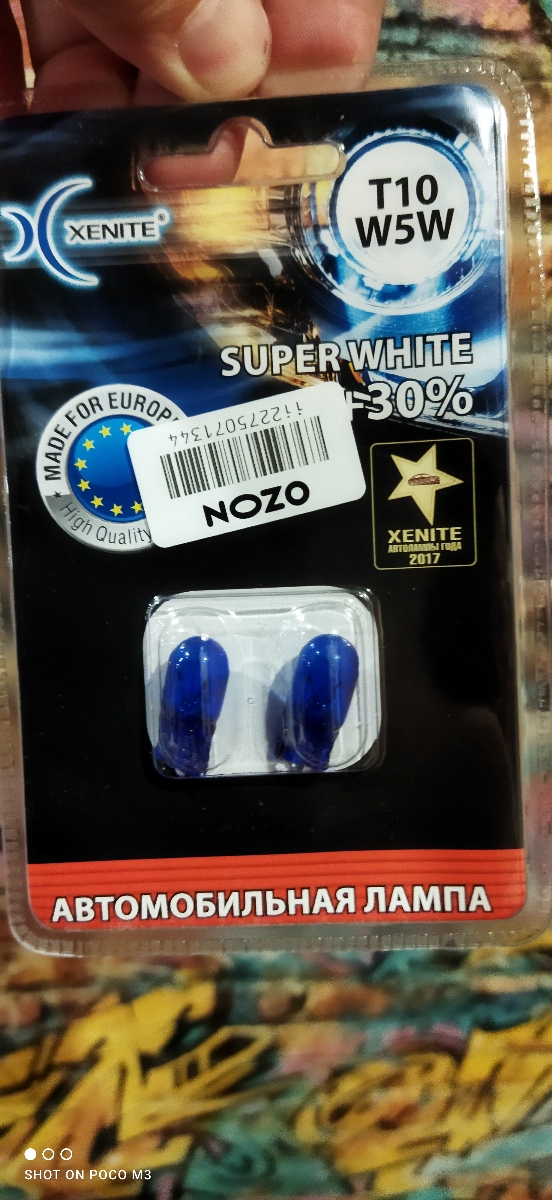 XENITE®
T10
W5W
SUPER WHITE
+30%
MADE FOR EUROPE
High Quality
ii2275071344
OZON
XENITE
АВТОЛАМПЫ ГОДА
2017
АВТОМОБИЛЬНАЯ ЛАМПА
SHOT ON POCO M3